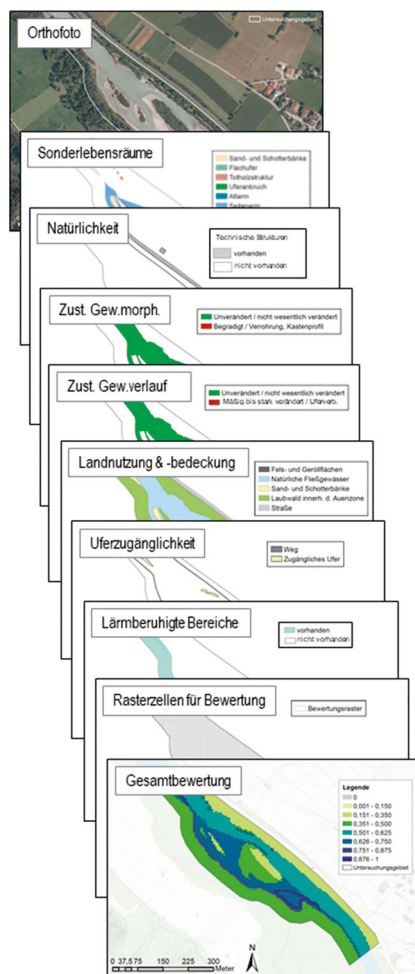 Orthofoto
Untersuchungsgebiet
Sonderlebensräume
Sand- und Schotterbänke
Flachufer
Totholzstruktur
Uferanbruch
Altarm
Seitenarm
Natürlichkeit
Technische Strukturen
vorhanden
nicht vorhanden
Zust. Gew.morph.
Unverändert / nicht wesentlich verändert
Begradigt / Verrohrung, Kastenprofil
Zust. Gew.verlauf
Unverändert / nicht wesentlich verändert
Mäßig bis stark verändert / Uferverb.
Landnutzung & -bedeckung
Fels- und Geröllflächen
Natürliche Fließgewässer
Sand- und Schotterbänke
Laubwald innerh. d. Auenzone
Straße
Uferzugänglichkeit
Weg
Zugängliches Ufer
Lärmberuhigte Bereiche
vorhanden
nicht vorhanden
Rasterzellen für Bewertung
Bewertungsraster
Gesamtbewertung
Legende
0
0,001 - 0,150
0,151 - 0,350
0,351 - 0,500
0,501 - 0,625
0,626 - 0,750
0,751 - 0,875
0,876 - 1
Untersuchungsgebiet
N
0 37,5 75 150 225 300
Meter